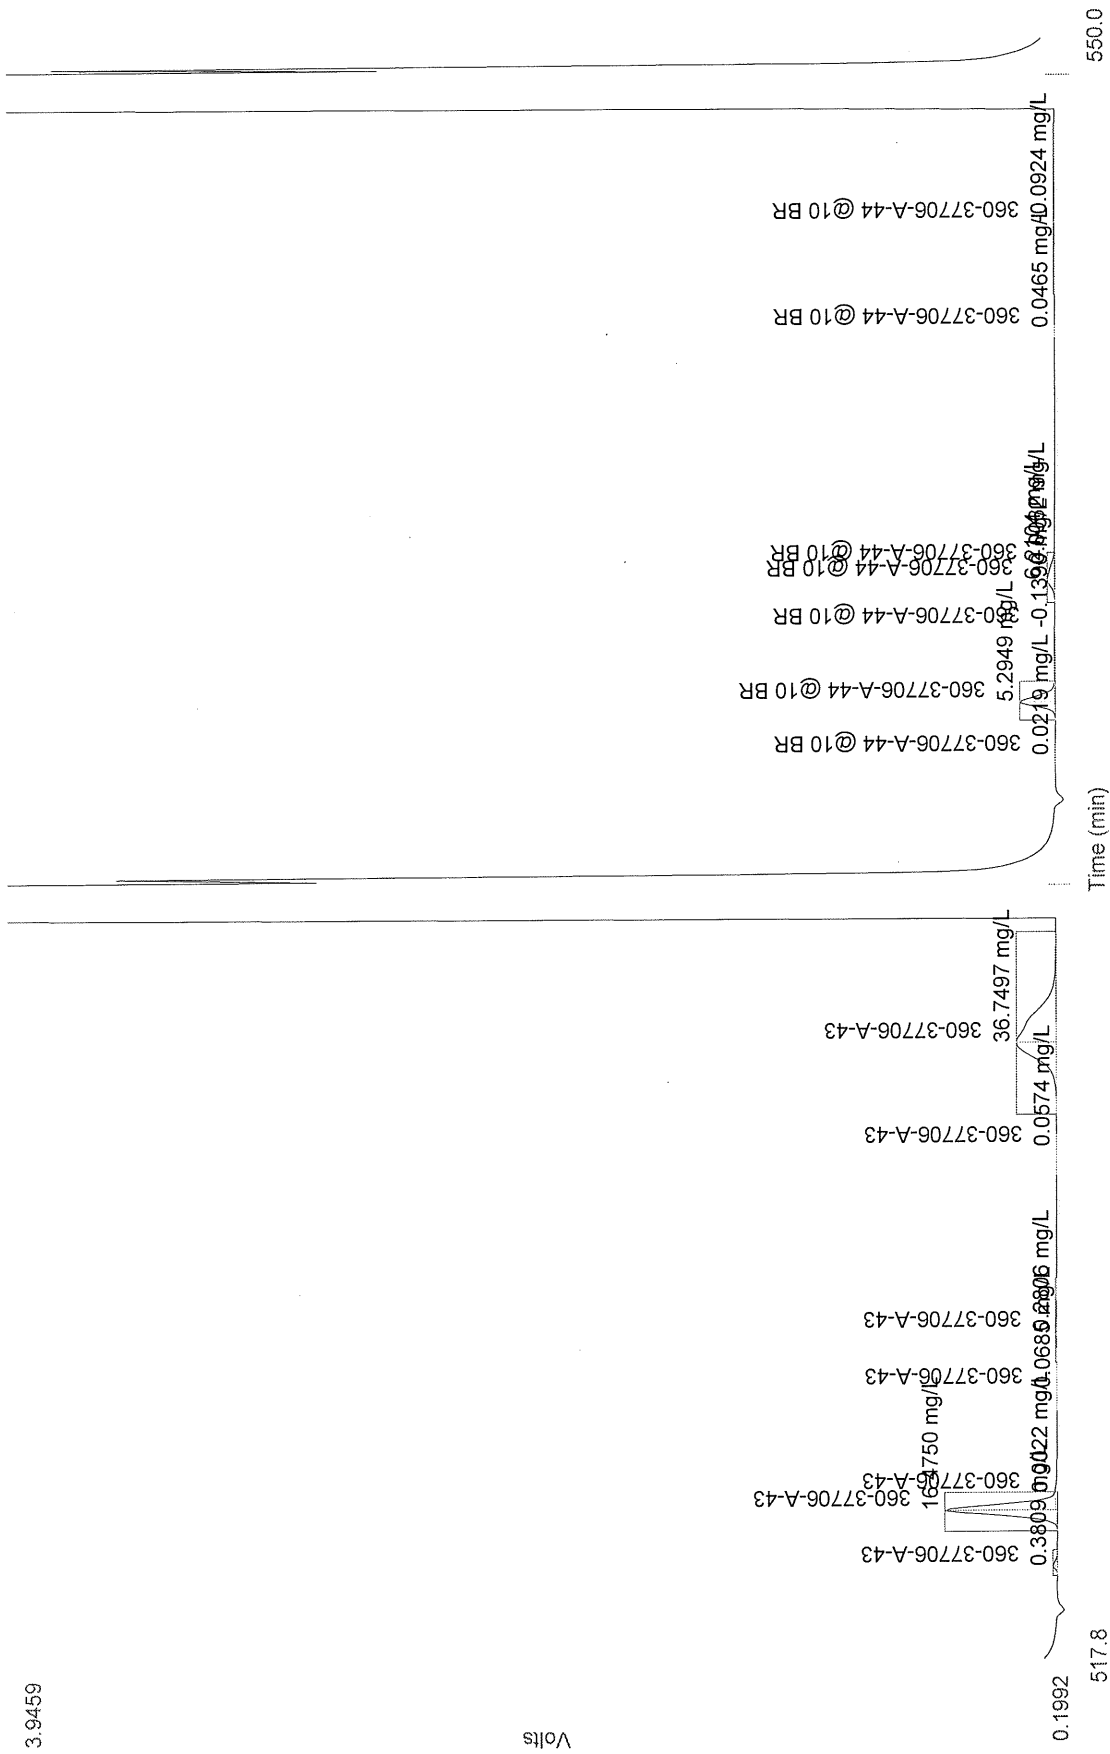 3.9459
Volts
0.1992
517.8
Time (min)
550.0
360-37706-A-43
0.3809 mg/L
360-37706-A-43
16.4750 mg/L
360-37706-A-43
0.0022 mg/L
360-37706-A-43
0.0685 mg/L
360-37706-A-43
0.2806 mg/L
360-37706-A-43
0.0574 mg/L
360-37706-A-43
36.7497 mg/L
360-37706-A-44 @10 BR
0.0219 mg/L
360-37706-A-44 @10 BR
5.2949 mg/L
360-37706-A-44 @10 BR
360-37706-A-44 @10 BR
360-37706-A-44 @10 BR
360-37706-A-44 @10 BR
0.0465 mg/L
360-37706-A-44 @10 BR
0.0924 mg/L